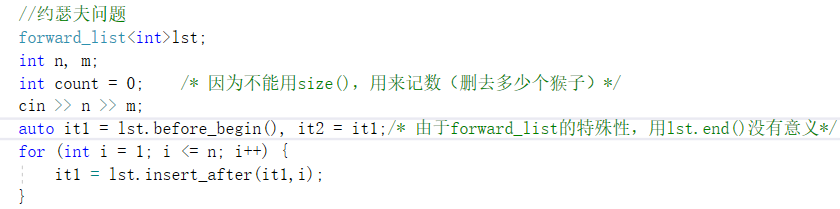 //约瑟夫问题
forward_list<int>lst;
int n, m;
int count = 0;    /* 因为不能用size(), 用来记数（删去多少个猴子）*/
cin >> n >> m;
auto it1 = lst.before_begin(), it2 = it1;/* 由于forward_list的特殊性，用lst.end()没有意义*/
for (int i = 1; i <= n; i++) {
    it1 = lst.insert_after(it1,i);
}